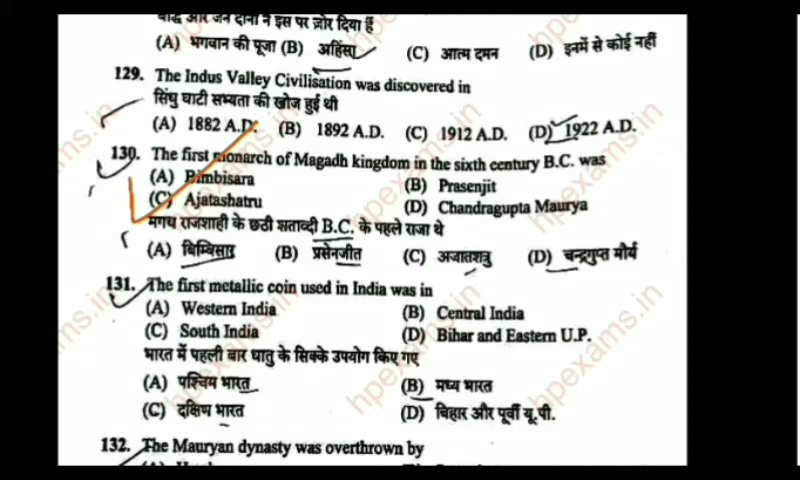 बौद्ध और जैन दोनों ने इस पर ज़ोर दिया हैं
(A) भगवान की पूजा (B) अहिंसा (C) आत्म दमन (D) इनमें से कोई नहीं
129. The Indus Valley Civilisation was discovered in
सिंधु घाटी सभ्यता की खोज हुई थी
(A) 1882 A.D. (B) 1892 A.D. (C) 1912 A.D. (D) 1922 A.D.
130. The first monarch of Magadh kingdom in the sixth century B.C. was
(A) Bimbisara (B) Prasenjit
(C) Ajatashatru (D) Chandragupta Maurya
मगध राजशाही के छठी शताब्दी B.C. के पहले राजा थे
(A) बिम्बिसार (B) प्रसेनजीत (C) अजातशत्रु (D) चन्द्रगुप्त मौर्य
131. The first metallic coin used in India was in
(A) Western India (B) Central India
(C) South India (D) Bihar and Eastern U.P.
भारत में पहली बार धातु के सिक्के उपयोग किए गए
(A) पश्चिम भारत (B) मध्य भारत
(C) दक्षिण भारत (D) बिहार और पूर्वी यू.पी.
132. The Mauryan dynasty was overthrown by
hpexams.in